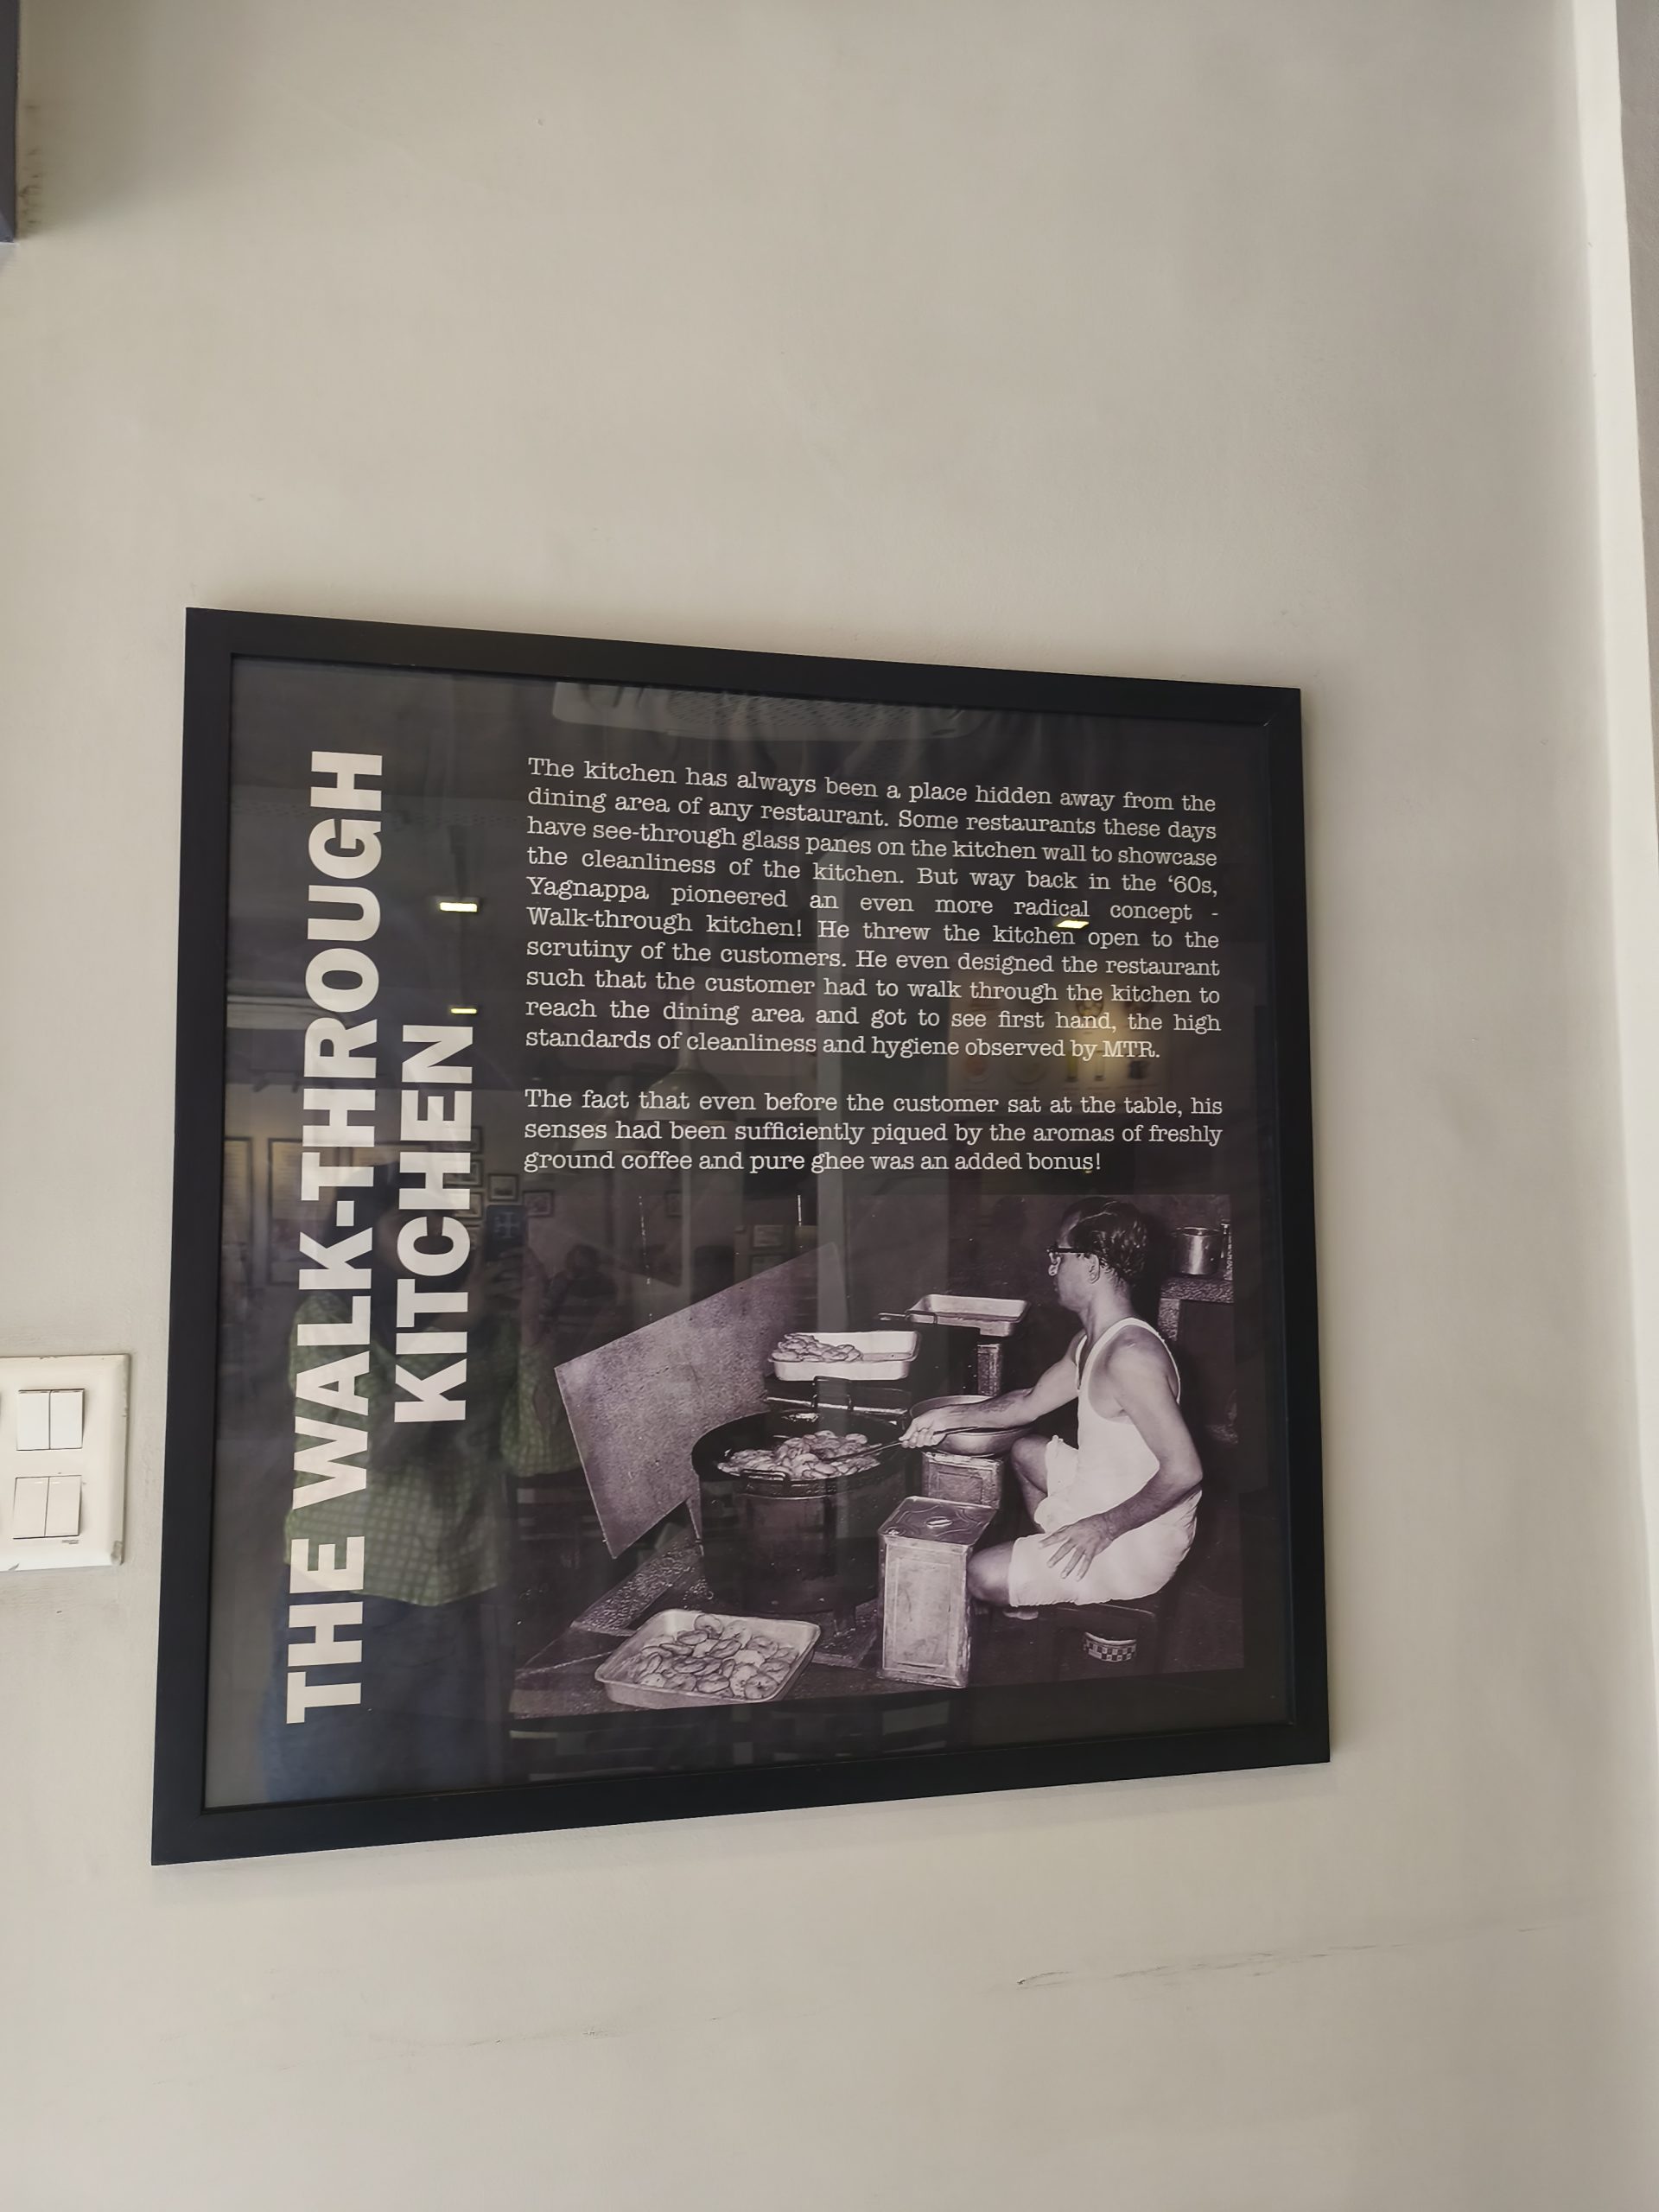 THE WALK-THROUGH
KITCHEN
The kitchen has always been a place hidden away from the
dining area of any restaurant. Some restaurants these days
have see-through glass panes on the kitchen wall to showcase
the cleanliness of the kitchen. But way back in the ‘60s,
Yagnappa pioneered an even more radical concept -
Walk-through kitchen! He threw the kitchen open to the
scrutiny of the customers. He even designed the restaurant
such that the customer had to walk through the kitchen to
reach the dining area and got to see first hand, the high
standards of cleanliness and hygiene observed by MTR.
The fact that even before the customer sat at the table, his
senses had been sufficiently piqued by the aromas of freshly
ground coffee and pure ghee was an added bonus!